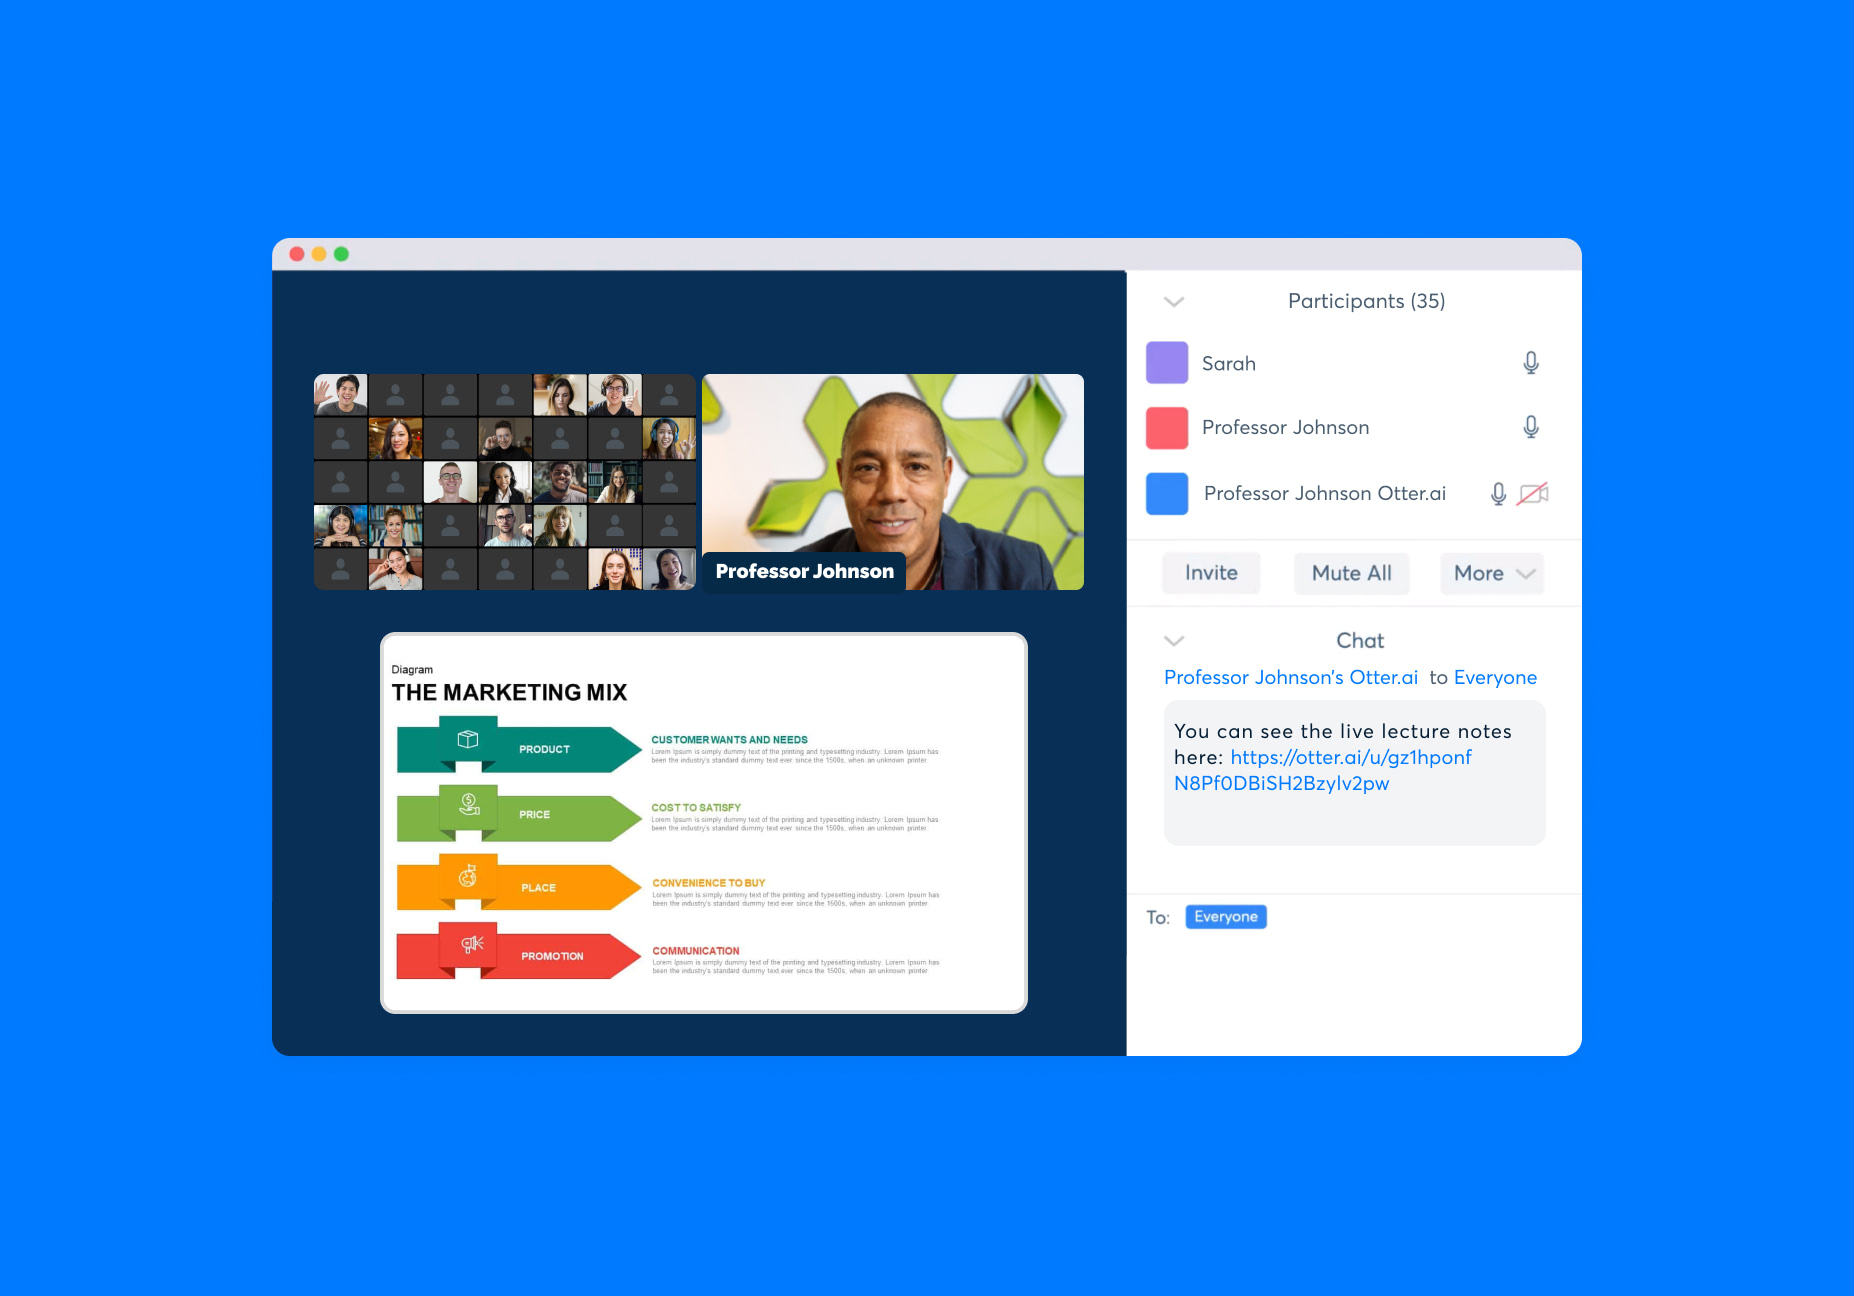 Professor Johnson
Diagram
THE MARKETING MIX
PRODUCT
CUSTOMER WANTS AND NEEDS
Lorem Ipsum is simply dummy text of the printing and typesetting industry. Lorem Ipsum has
been the industry's standard dummy text ever since the 1500s, when an unknown printer
PRICE
COST TO SATISFY
Lorem Ipsum is simply dummy text of the printing and typesetting industry. Lorem Ipsum has
been the industry's standard dummy text ever since the 1500s, when an unknown printer
PLACE
CONVENIENCE TO BUY
Lorem Ipsum is simply dummy text of the printing and typesetting industry. Lorem Ipsum has
been the industry's standard dummy text ever since the 1500s, when an unknown printer
PROMOTION
COMMUNICATION
Lorem Ipsum is simply dummy text of the printing and typesetting industry. Lorem Ipsum has
been the industry's standard dummy text ever since the 1500s, when an unknown printer
Participants (35)
Sarah
Professor Johnson
Professor Johnson Otter.ai
Invite Mute All More
Chat
Professor Johnson's Otter.ai to Everyone
You can see the live lecture notes
here: https://otter.ai/u/gz1hponf
N8Pf0DBiSH2Bzylv2pw
To: Everyone